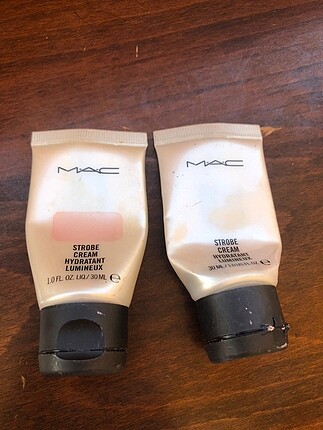 MAC
STROBE
CREAM
HYDRATANT
LUMINEUX
1.0 FL. OZ. LIQ./ 30 ML ℮
MAC
STROBE
CREAM
HYDRATANT
LUMINEUX
30 ML